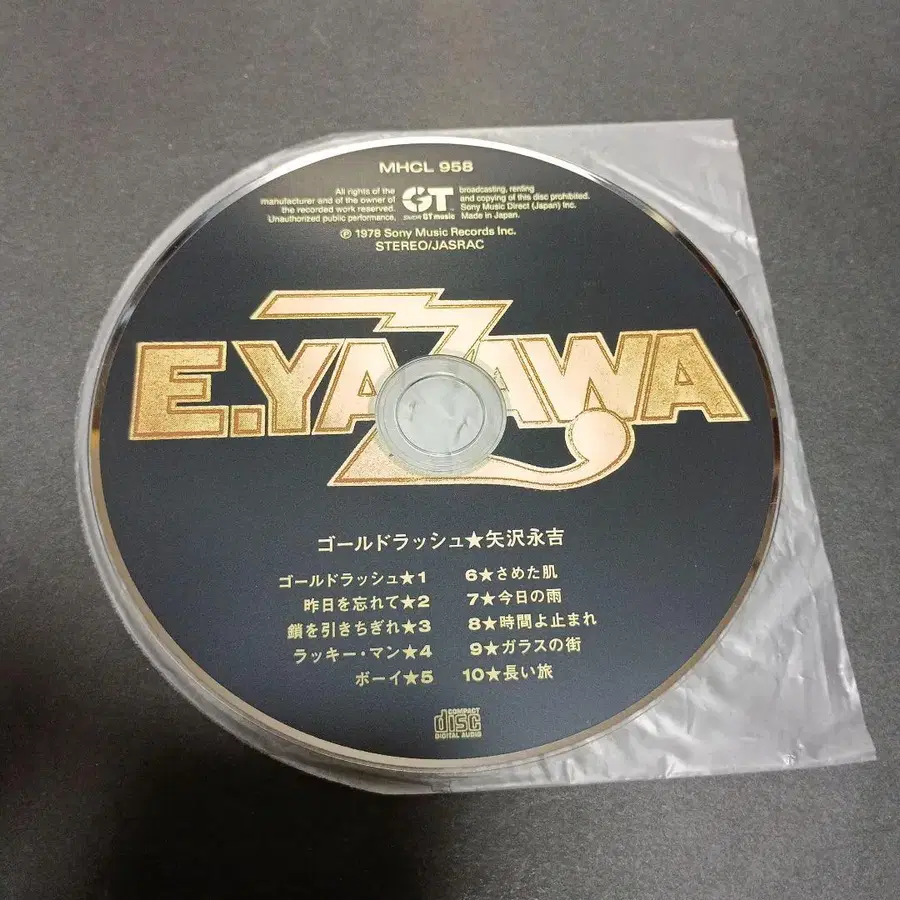 MHCL 958
All rights of the
manufacturer and of the owner of
the recorded work reserved.
Unauthorized public performance,
GT
GT music
broadcasting, renting
and copying of this disc prohibited.
Sony Music Direct (Japan) Inc.
Made in Japan.
Ⓟ 1978 Sony Music Records Inc.
STEREO/JASRAC
E.YAZAWA
ゴールドラッシュ★矢沢永吉
ゴールドラッシュ★1
昨日を忘れて★2
鎖を引きちぎれ★3
ラッキー・マン★4
ボーイ★5
6★さめた肌
7★今日の雨
8★時間よ止まれ
9★ガラスの街
10★長い旅
COMPACT
disc
DIGITAL AUDIO